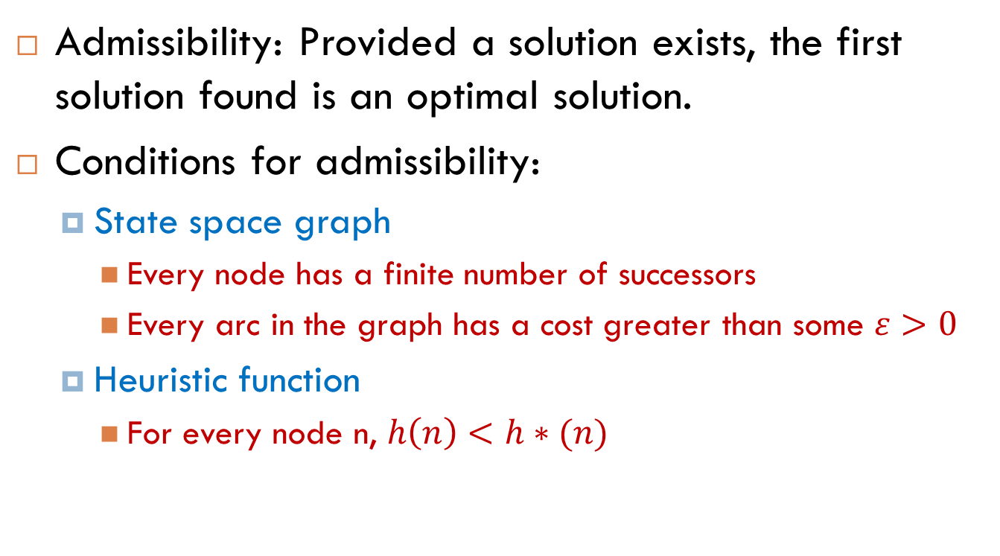 Admissibility: Provided a solution exists, the first
solution found is an optimal solution.
Conditions for admissibility:
State space graph
Every node has a finite number of successors
Every arc in the graph has a cost greater than some ε > 0
Heuristic function
For every node n, h(n) < h ∗ (n)